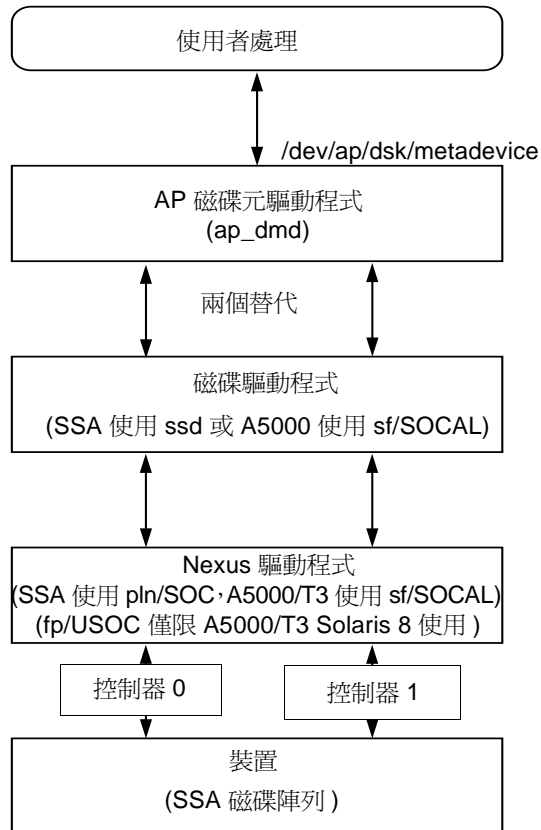 使用者處理
/dev/ap/dsk/metadevice
AP 磁碟元驅動程式
(ap_dmd)
兩個替代
磁碟驅動程式
(SSA 使用 ssd 或 A5000 使用 sf/SOCAL)
Nexus 驅動程式
(SSA 使用 pln/SOC,A5000/T3 使用 sf/SOCAL)
(fp/USOC 僅限 A5000/T3 Solaris 8 使用 )
控制器 0
控制器 1
裝置
(SSA 磁碟陣列 )